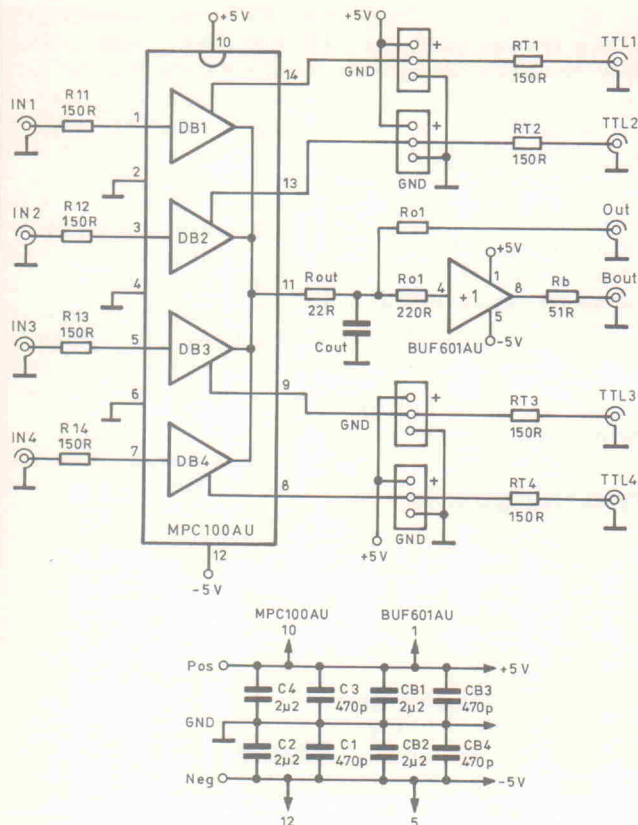 +5V
+5V
10
14
+
GND
RT1
150R
TTL1
IN1
R11
150R
1
DB1
+
RT2
150R
TTL2
GND
2
13
IN2
R12
150R
3
DB2
Out
Ro1
+5V
4
11
Rout
22R
Ro1
220R
4
+1
1
8
5
Rb
51R
Bout
-5V
IN3
R13
150R
5
DB3
Cout
BUF601AU
9
+
GND
RT3
150R
TTL3
6
IN4
R14
150R
7
DB4
8
+
RT4
150R
TTL4
GND
MPC100AU
12
-5V
+5V
MPC100AU
10
BUF601AU
1
Pos
+5V
C4
2µ2
C3
470p
CB1
2µ2
CB3
470p
GND
C2
2µ2
C1
470p
CB2
2µ2
CB4
470p
Neg
-5V
12
5